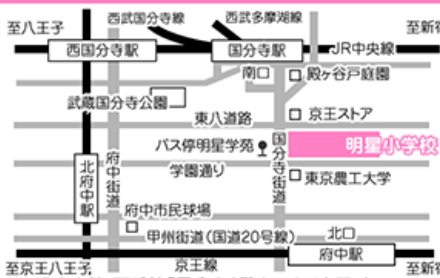 西武国分寺線
西武多摩湖線
至八王子
至新宿
西国分寺駅
国分寺駅
JR中央線
南口
殿ヶ谷戸庭園
武蔵国分寺公園
京王ストア
東八道路
バス停明星学苑
国分寺街道
明星小学校
北府中駅
府中街道
学園通り
東京農工大学
府中市民球場
甲州街道(国道20号線)
北口
京王線
府中駅
至京王八王子
至新